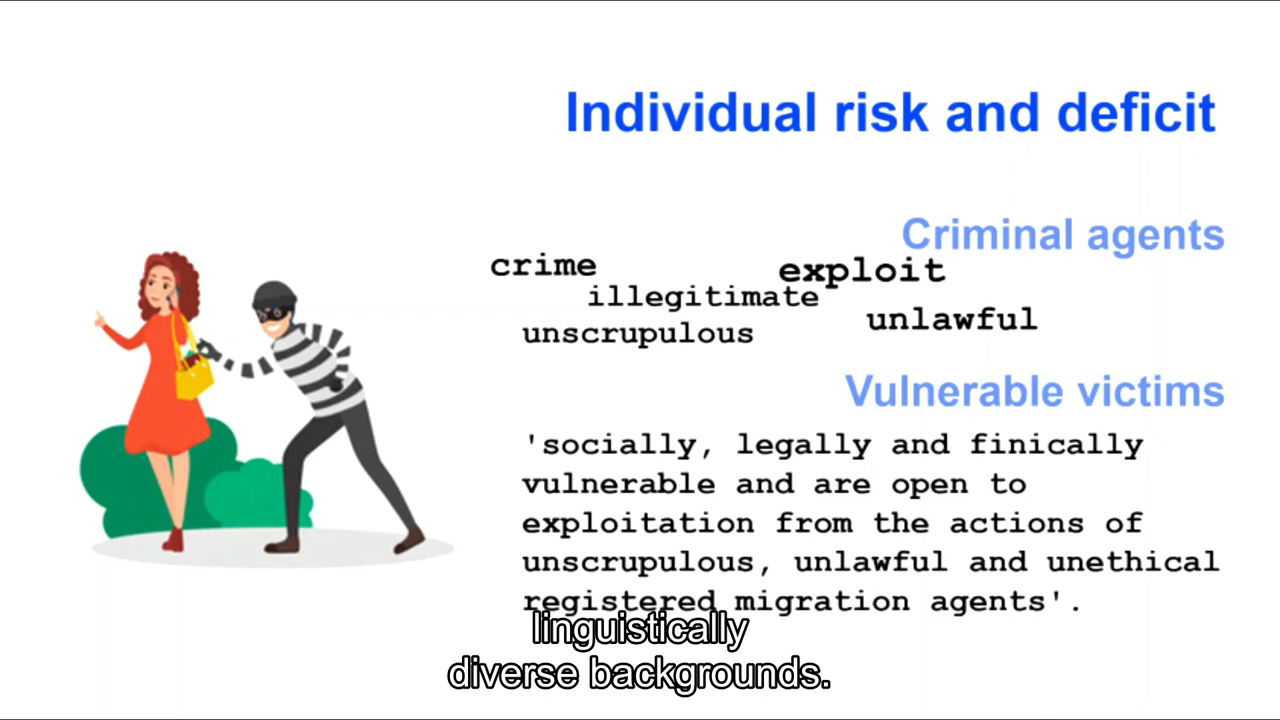 Individual risk and deficit
Criminal agents
crime
exploit
illegitimate
unlawful
unscrupulous
Vulnerable victims
'socially, legally and finically
vulnerable and are open to
exploitation from the actions of
unscrupulous, unlawful and unethical
registered migration agents'.
linguistically
diverse backgrounds.